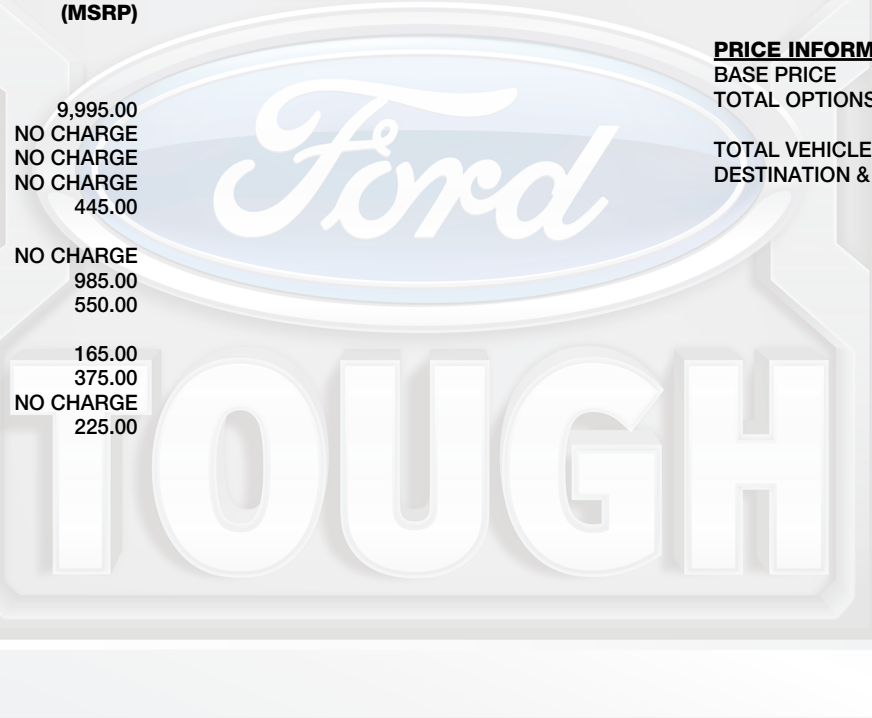 (MSRP)
9,995.00
NO CHARGE
NO CHARGE
NO CHARGE
445.00
NO CHARGE
985.00
550.00
165.00
375.00
NO CHARGE
225.00
PRICE INFORM
BASE PRICE
TOTAL OPTIONS
TOTAL VEHICLE
DESTINATION &
Ford
TOUGH